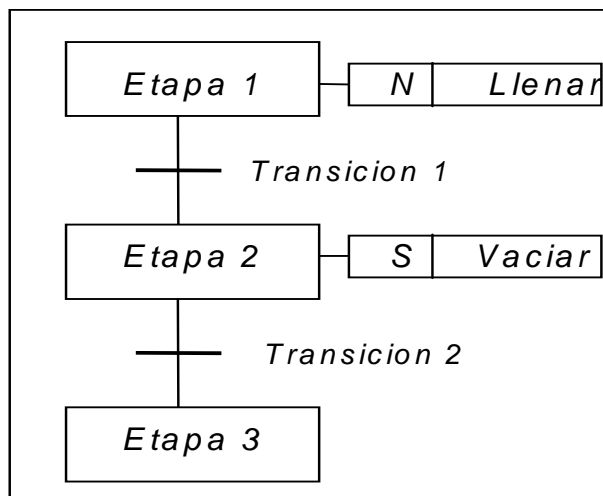 Etapa 1 N Llenar
Transicion 1
Etapa 2 S Vaciar
Transicion 2
Etapa 3